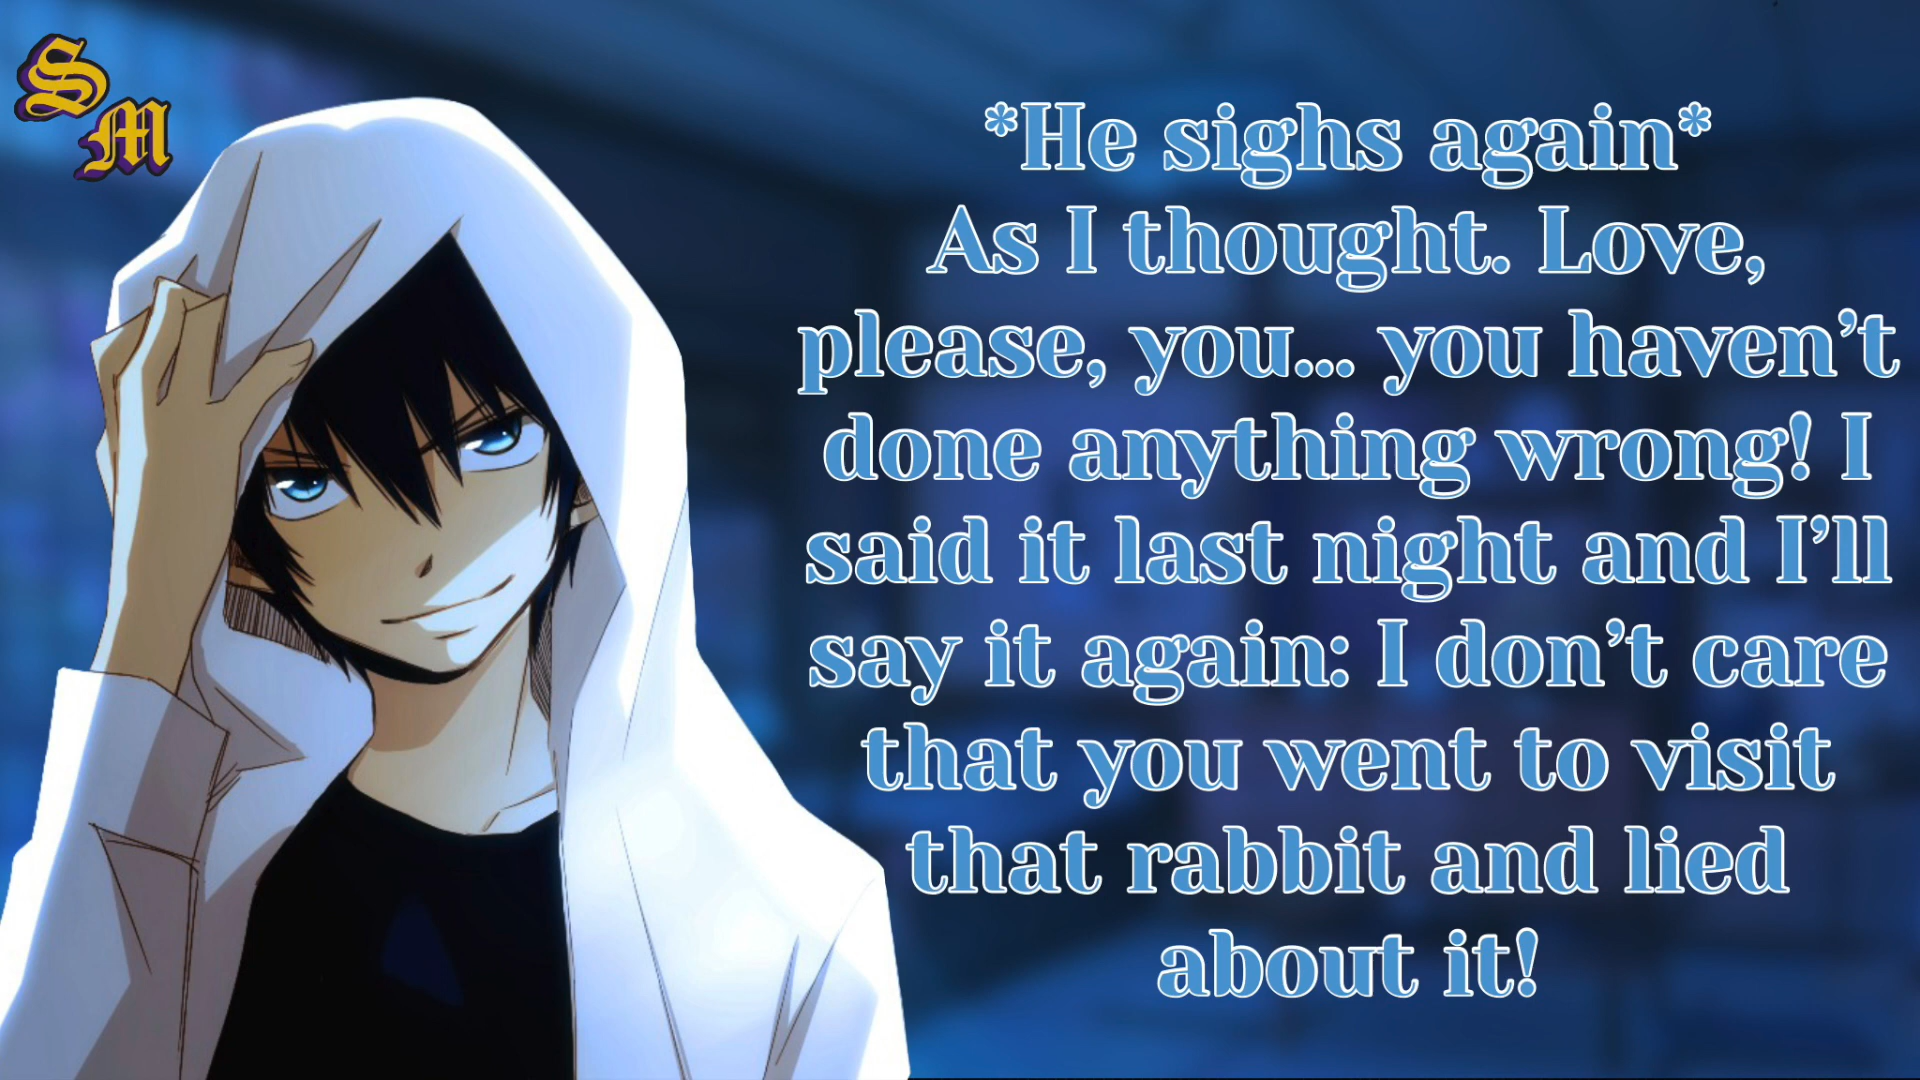 S
M
*He sighs again*
As I thought. Love,
please, you... you haven't
done anything wrong! I
said it last night and I'll
say it again: I don't care
that you went to visit
that rabbit and lied
about it!